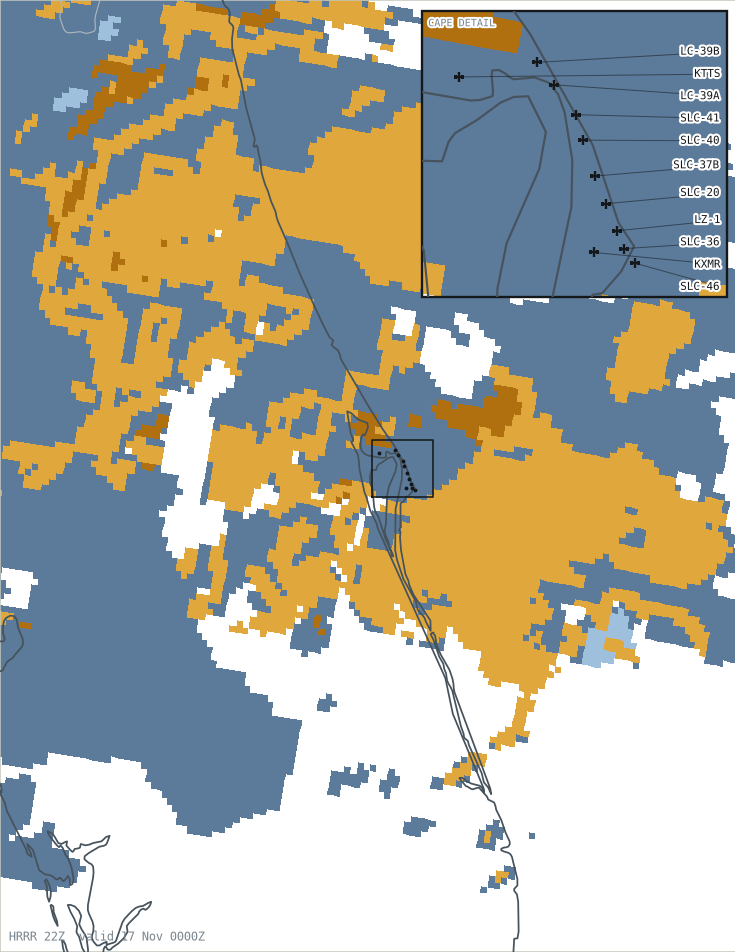 CAPE DETAIL
LC-39B
KTTS
LC-39A
SLC-41
SLC-40
SLC-37B
SLC-20
LZ-1
SLC-36
KXMR
SLC-46
HRRR 22Z valid 17 Nov 0000Z